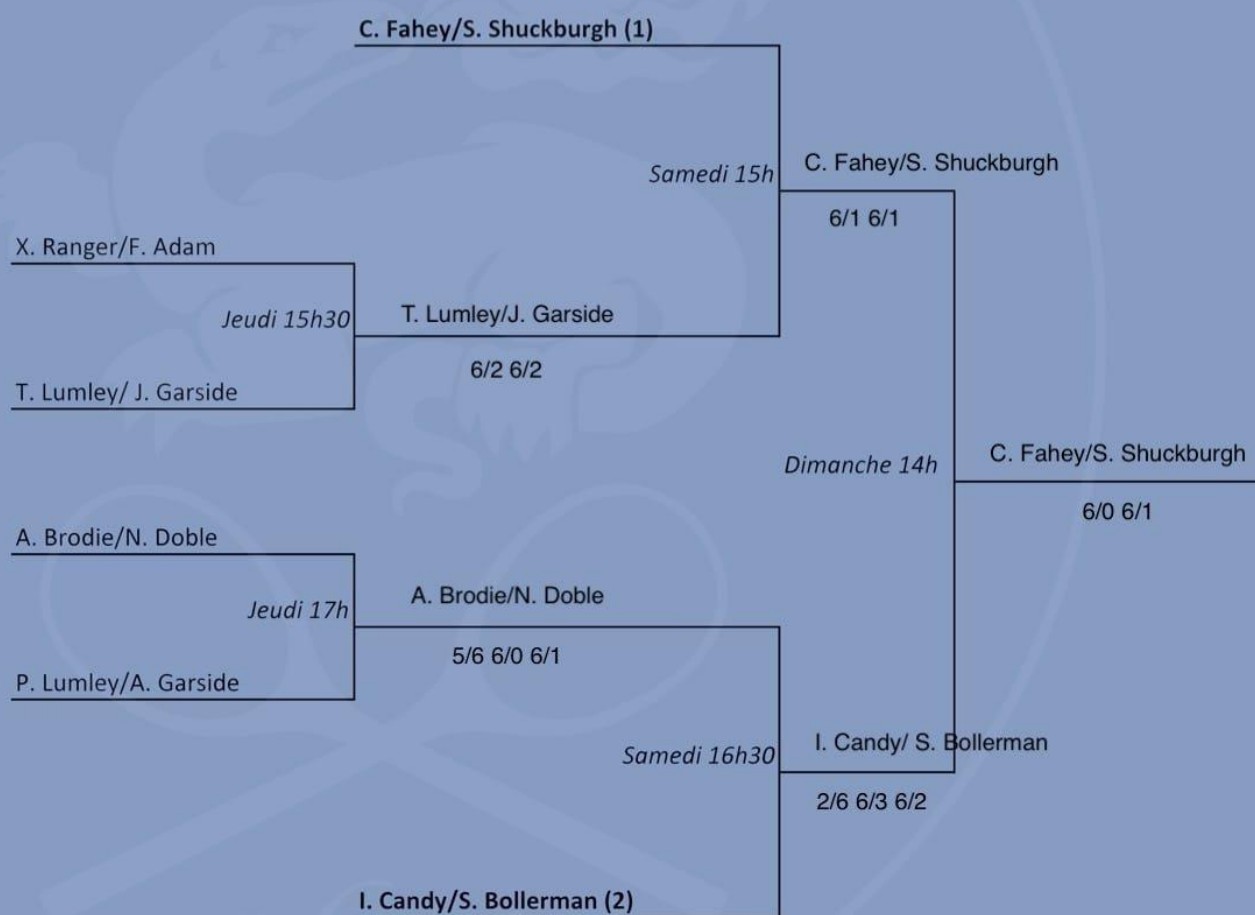 C. Fahey/S. Shuckburgh (1)
Samedi 15h
C. Fahey/S. Shuckburgh
6/1 6/1
X. Ranger/F. Adam
Jeudi 15h30
T. Lumley/J. Garside
6/2 6/2
T. Lumley/ J. Garside
Dimanche 14h
C. Fahey/S. Shuckburgh
6/0 6/1
A. Brodie/N. Doble
Jeudi 17h
A. Brodie/N. Doble
5/6 6/0 6/1
P. Lumley/A. Garside
Samedi 16h30
I. Candy/ S. Bollerman
2/6 6/3 6/2
I. Candy/S. Bollerman (2)